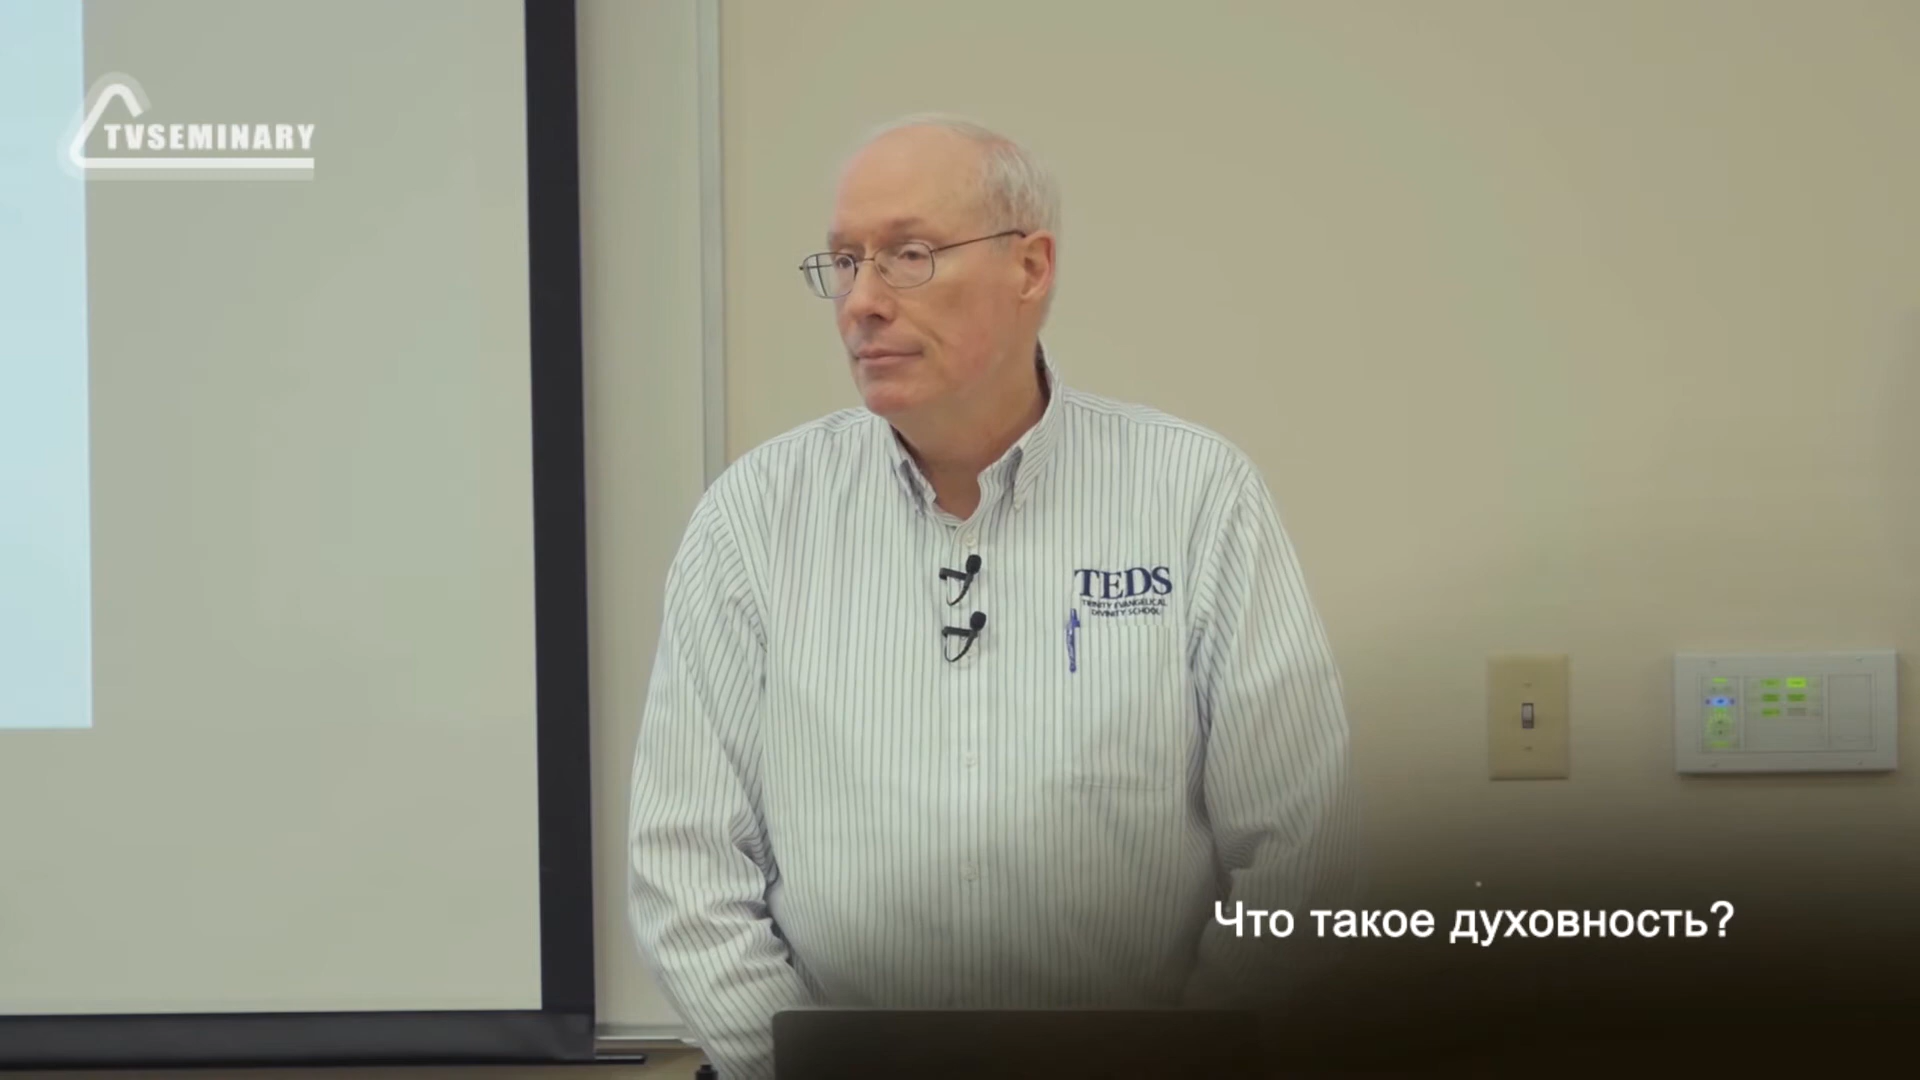 TVSEMINARY
TEDS
TRINITY EVANGELICAL
DIVINITY SCHOOL
Что такое духовность?